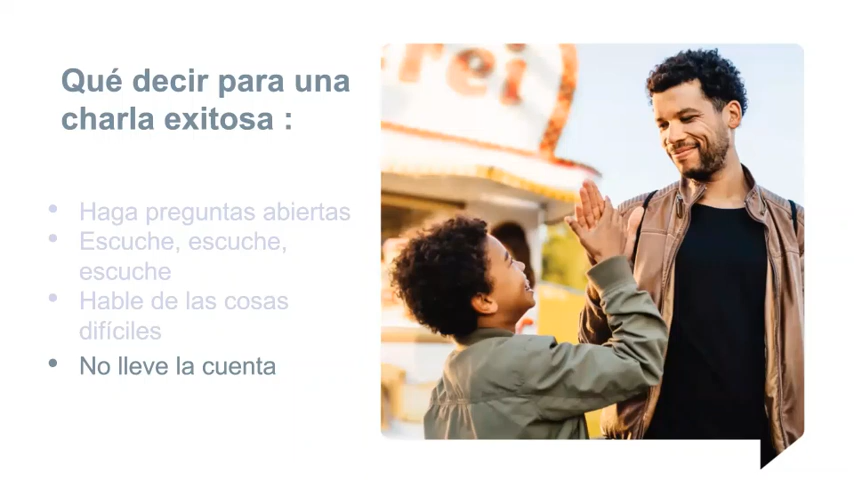 Qué decir para una
charla exitosa :
• Haga preguntas abiertas
• Escuche, escuche,
escuche
• Hable de las cosas
difíciles
• No lleve la cuenta
rei